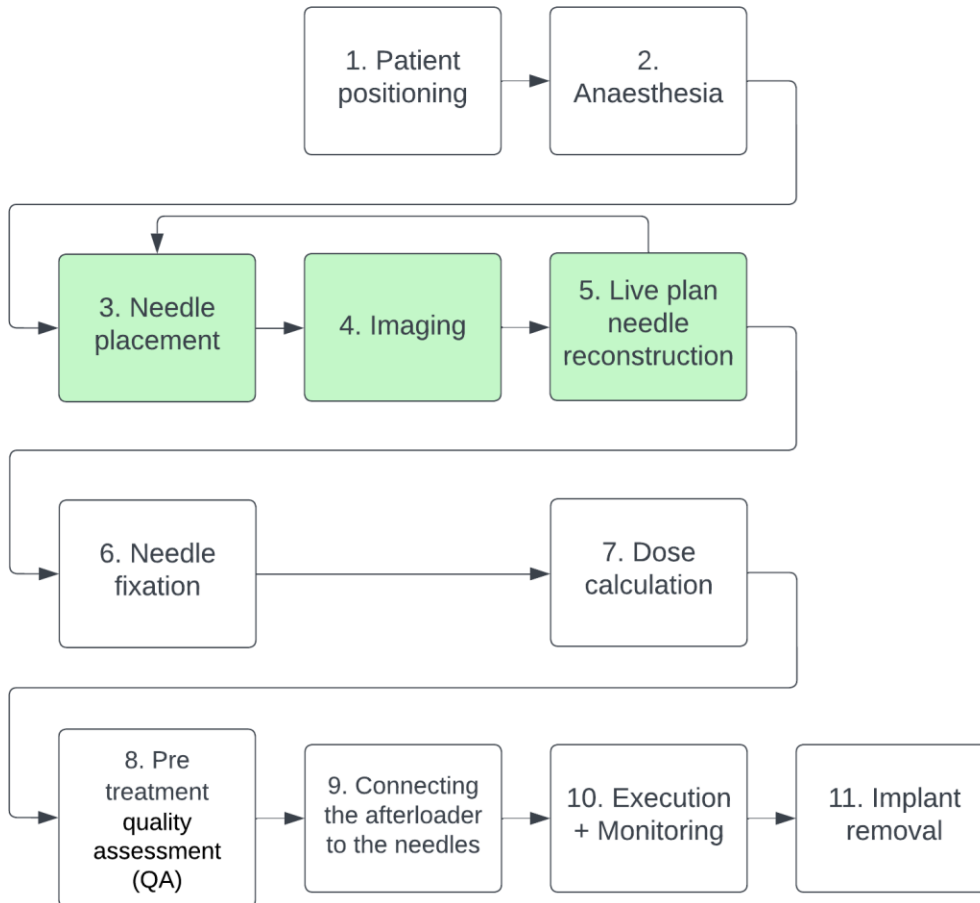 1. Patient
positioning
2.
Anaesthesia
3. Needle
placement
4. Imaging
5. Live plan
needle
reconstruction
6. Needle
fixation
7. Dose
calculation
8. Pre
treatment
quality
assessment
(QA)
9. Connecting
the afterloader
to the needles
10. Execution
+ Monitoring
11. Implant
removal